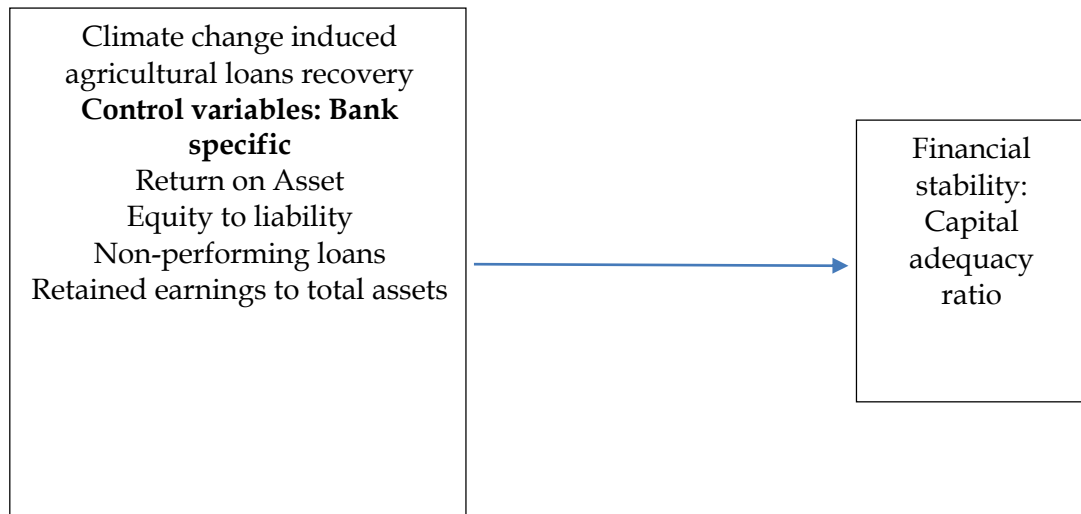 Climate change induced
agricultural loans recovery
Control variables: Bank
specific
Return on Asset
Equity to liability
Non-performing loans
Retained earnings to total assets
Financial
stability:
Capital
adequacy
ratio